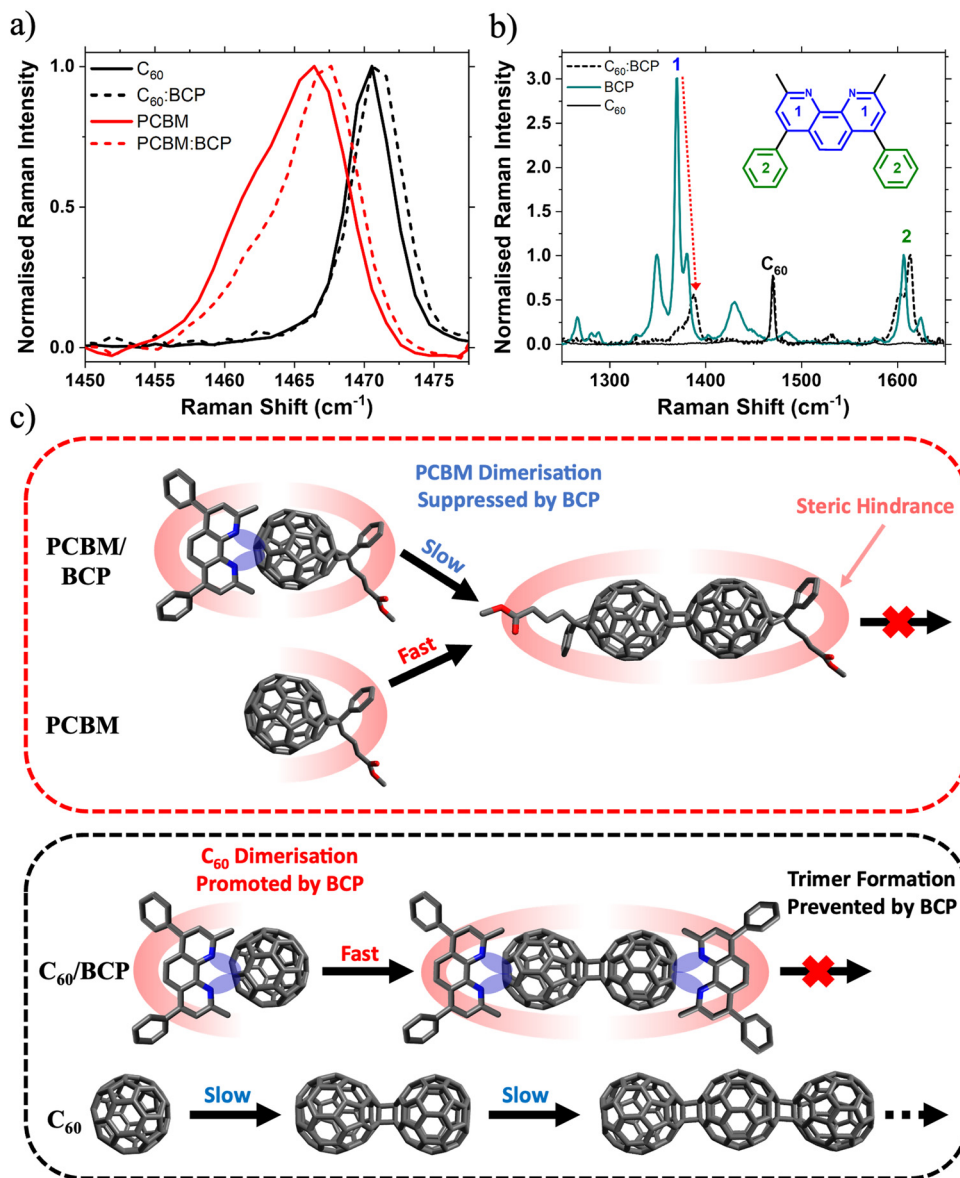 a)
Normalised Raman Intensity
1.0
0.5
0.0
C₆₀
C₆₀:BCP
PCBM
PCBM:BCP
1450 1455 1460 1465 1470 1475
Raman Shift (cm⁻¹)
b)
Normalised Raman Intensity
3.0
2.5
2.0
1.5
1.0
0.5
0.0
C₆₀:BCP
BCP
C₆₀
1
N N
1 1
2 2
C₆₀
2
1300 1400 1500 1600
Raman Shift (cm⁻¹)
c)
PCBM Dimerisation
Suppressed by BCP
Steric Hindrance
PCBM/
BCP
Slow
Fast
PCBM
C₆₀ Dimerisation
Promoted by BCP
Trimer Formation
Prevented by BCP
C₆₀/BCP
Fast
C₆₀
Slow
Slow